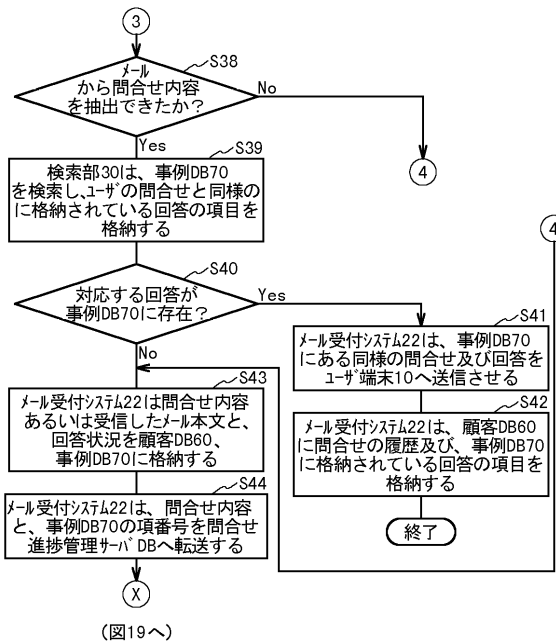 3
S38
メール
から問合せ内容
を抽出できたか？
No
Yes
S39
4
検索部30は、事例DB70
を検索し、ユーザの問合せと同様の
に格納されている回答の項目を
格納する
4
S40
対応する回答が
事例DB70に存在？
Yes
No
S41
メール受付システム22は、事例DB70
にある同様の問合せ及び回答を
ユーザ端末10へ送信させる
S43
メール受付システム22は問合せ内容
あるいは受信したメール本文と、
回答状況を顧客DB60、
事例DB70に格納する
S42
メール受付システム22は、顧客DB60
に問合せの履歴及び、事例DB70
に格納されている回答の項目を
格納する
S44
メール受付システム22は、問合せ内容
と、事例DB70の項番号を問合せ
進捗管理サーバDBへ転送する
終了
X
(図19へ)